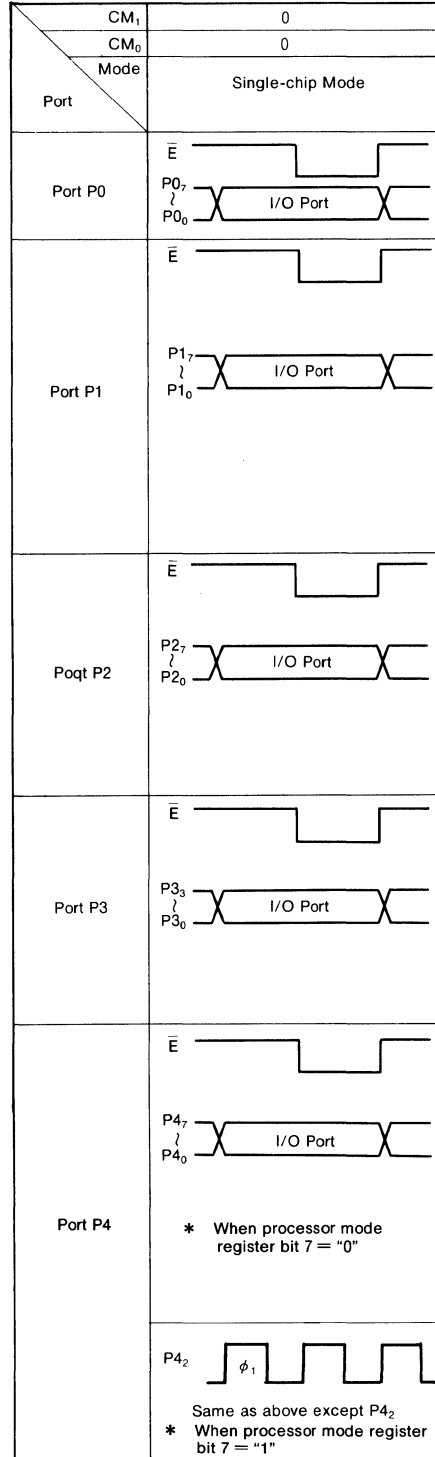 CM₁ 0
CM₀ 0
Mode
Port
Single-chip Mode
Port P0
E̅
P0₇
≀
P0₀
I/O Port
Port P1
E̅
P1₇
≀
P1₀
I/O Port
Poqt P2
E̅
P2₇
≀
P2₀
I/O Port
Port P3
E̅
P3₃
≀
P3₀
I/O Port
Port P4
E̅
P4₇
≀
P4₀
I/O Port
* When processor mode
register bit 7 = “0”
P4₂
ϕ₁
Same as above except P4₂
* When processor mode register
bit 7 = “1”